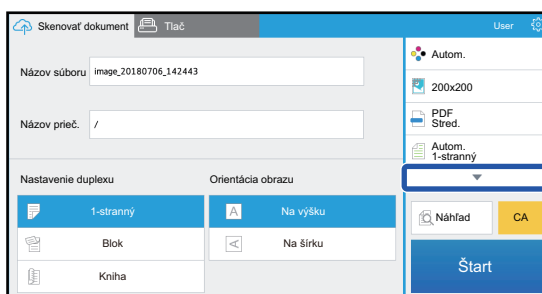 Skenovať dokument
Tlač
User
Názov súboru
image_20180706_142443
Názov prieč.
/
Nastavenie duplexu
Orientácia obrazu
1-stranný
A
Na výšku
Blok
A
Na šírku
Kniha
Autom.
200x200
PDF
Stred.
Autom.
1-stranný
Náhľad
CA
Štart